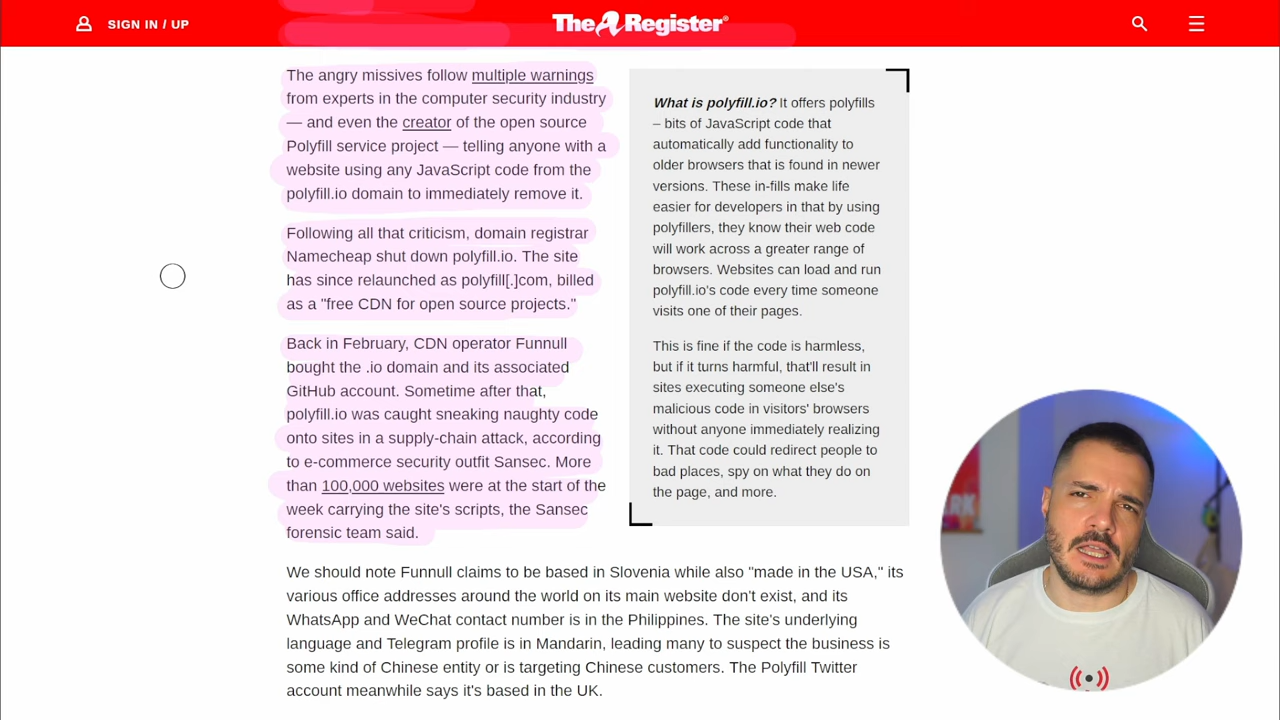 SIGN IN / UP
The Register®
The angry missives follow multiple warnings
from experts in the computer security industry
— and even the creator of the open source
Polyfill service project — telling anyone with a
website using any JavaScript code from the
polyfill.io domain to immediately remove it.
Following all that criticism, domain registrar
Namecheap shut down polyfill.io. The site
has since relaunched as polyfill[.]com, billed
as a "free CDN for open source projects."
Back in February, CDN operator Funnull
bought the .io domain and its associated
GitHub account. Sometime after that,
polyfill.io was caught sneaking naughty code
onto sites in a supply-chain attack, according
to e-commerce security outfit Sansec. More
than 100,000 websites were at the start of the
week carrying the site's scripts, the Sansec
forensic team said.
What is polyfill.io? It offers polyfills
– bits of JavaScript code that
automatically add functionality to
older browsers that is found in newer
versions. These in-fills make life
easier for developers in that by using
polyfillers, they know their web code
will work across a greater range of
browsers. Websites can load and run
polyfill.io's code every time someone
visits one of their pages.
This is fine if the code is harmless,
but if it turns harmful, that'll result in
sites executing someone else's
malicious code in visitors' browsers
without anyone immediately realizing
it. That code could redirect people to
bad places, spy on what they do on
the page, and more.
We should note Funnull claims to be based in Slovenia while also "made in the USA," its
various office addresses around the world on its main website don't exist, and its
WhatsApp and WeChat contact number is in the Philippines. The site's underlying
language and Telegram profile is in Mandarin, leading many to suspect the business is
some kind of Chinese entity or is targeting Chinese customers. The Polyfill Twitter
account meanwhile says it's based in the UK.